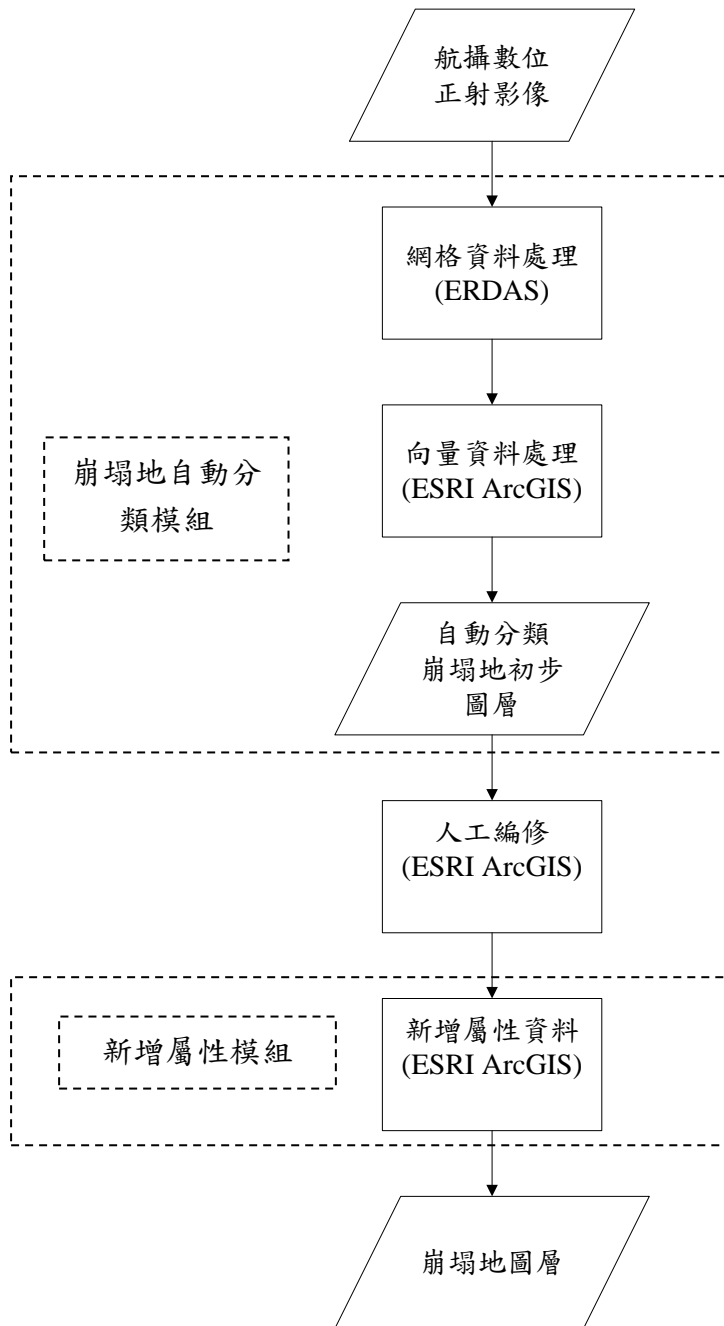 航攝數位
正射影像
網格資料處理
(ERDAS)
向量資料處理
(ESRI ArcGIS)
崩塌地自動分
類模組
自動分類
崩塌地初步
圖層
人工編修
(ESRI ArcGIS)
新增屬性模組
新增屬性資料
(ESRI ArcGIS)
崩塌地圖層